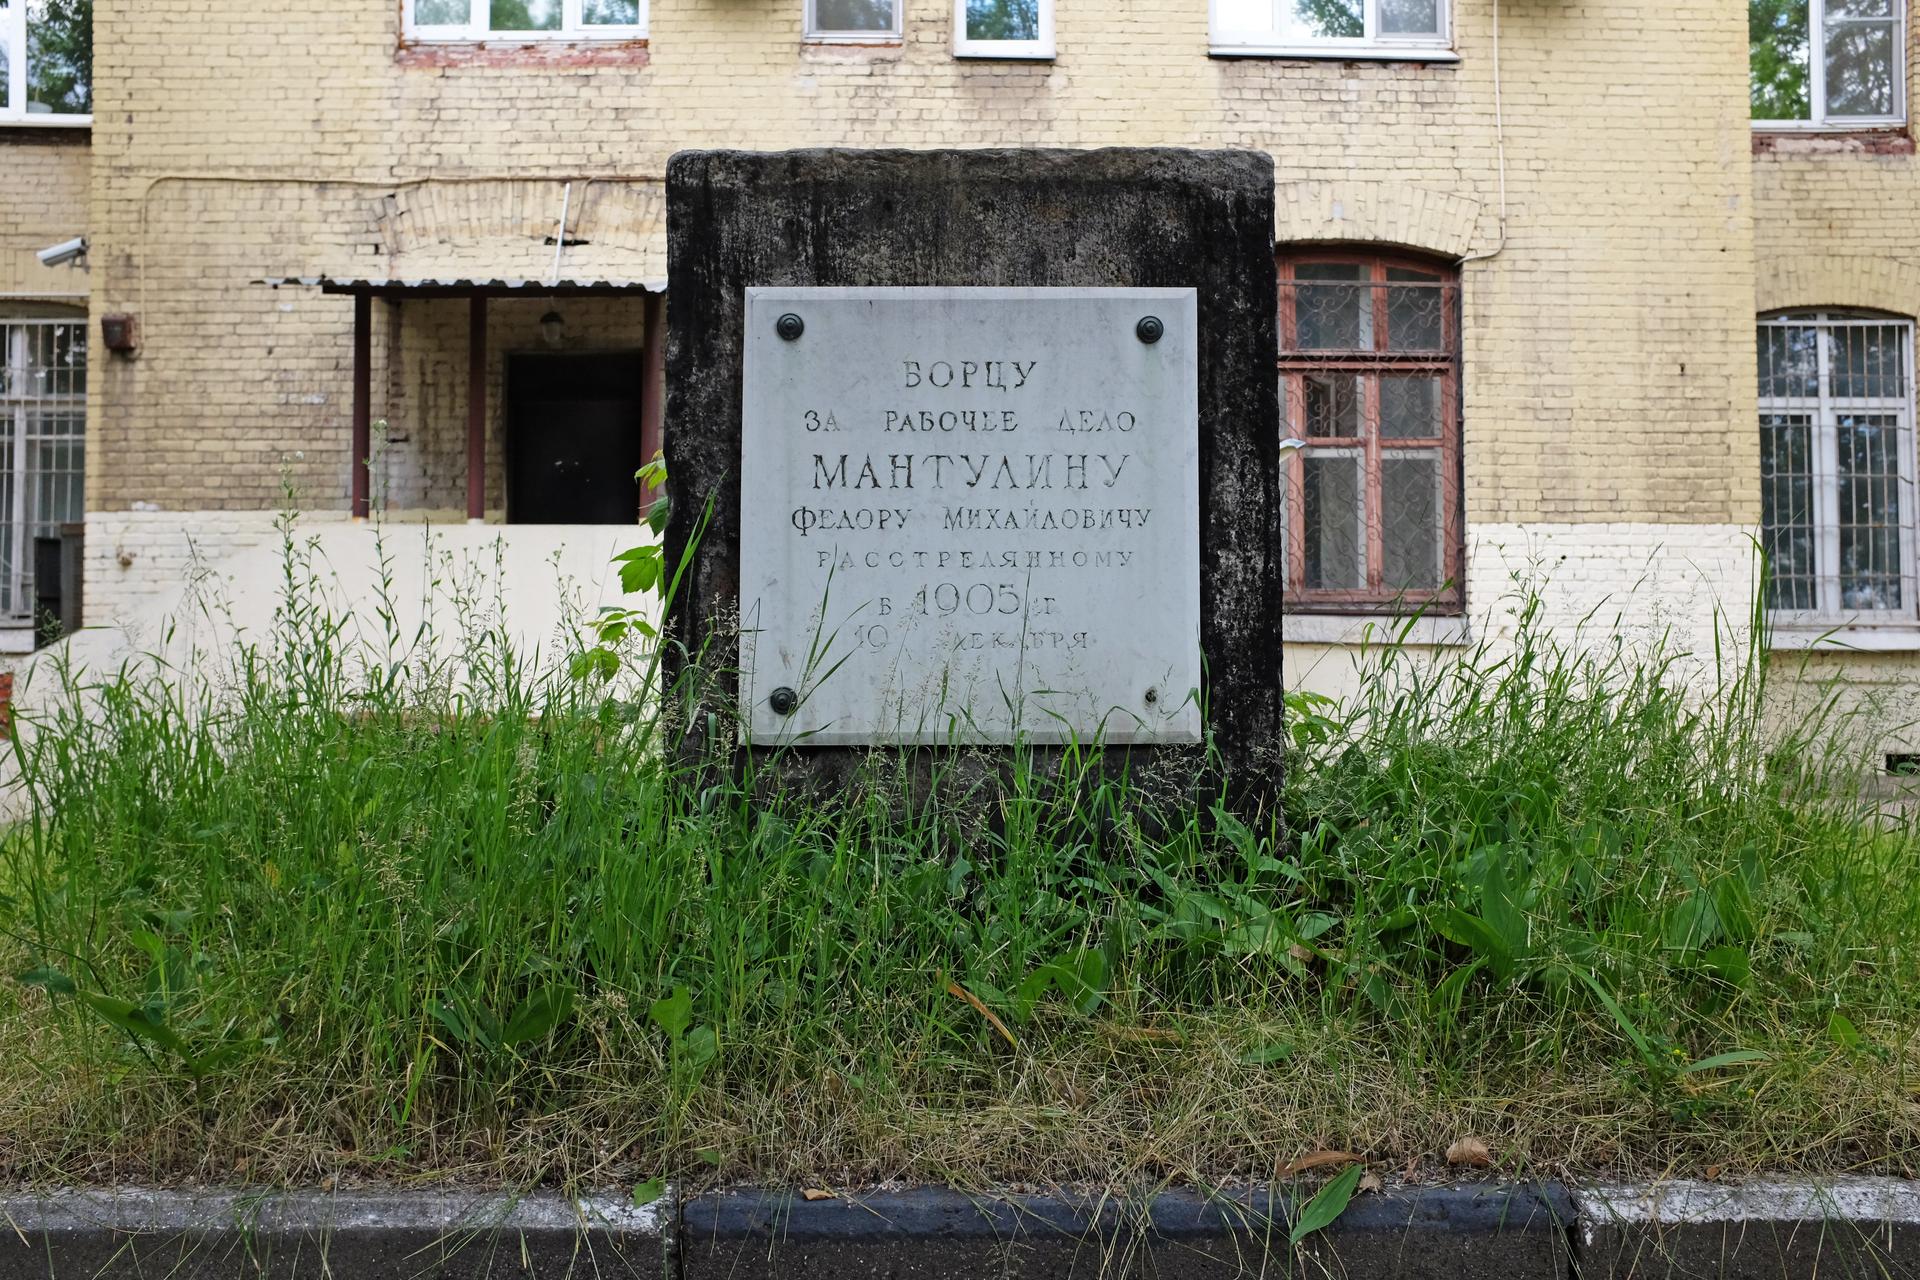 БОРЦУ
ЗА РАБОЧЕЕ ДЕЛО
МАНТУЛИНУ
ФЕДОРУ МИХАЙЛОВИЧУ
РАССТРЕЛЯННОМУ
В 1905 Г.
19 ДЕКАБРЯ